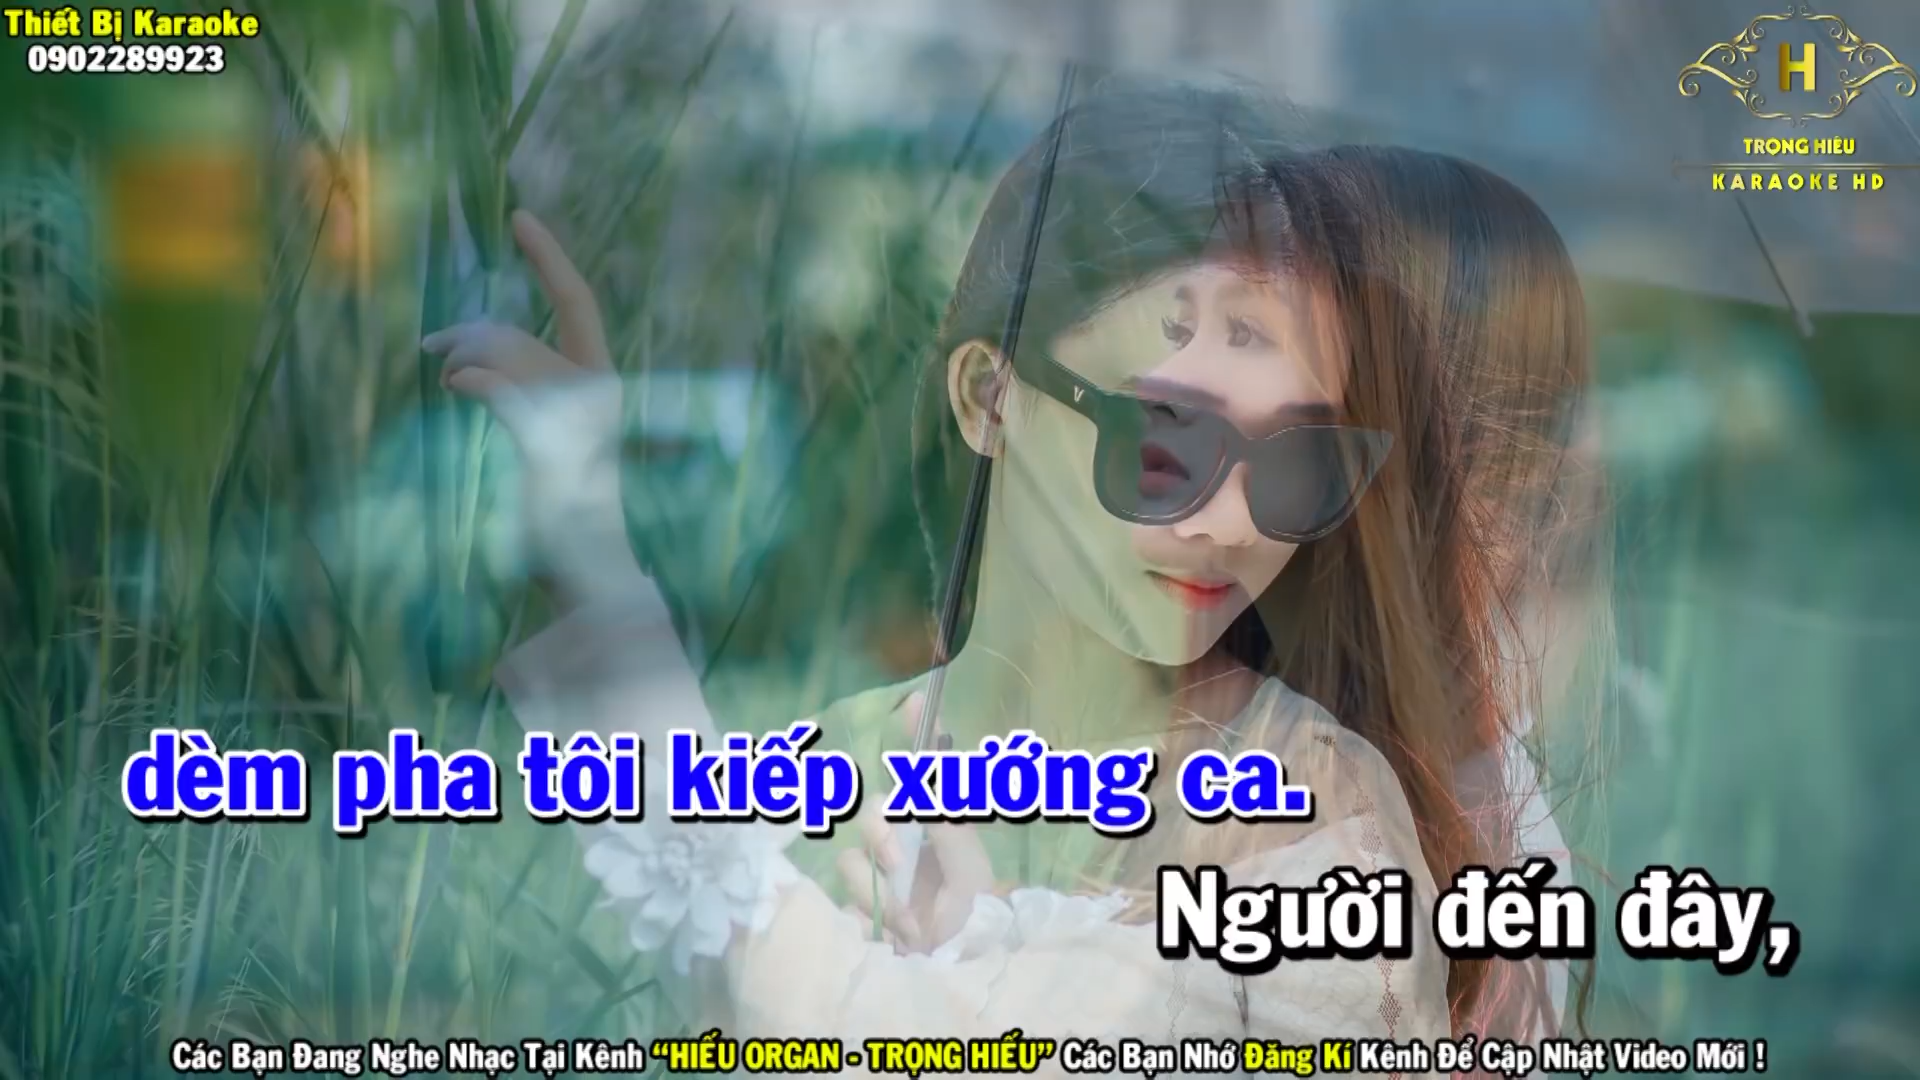 Thiết Bị Karaoke
0902289923
H
TRỌNG HIẾU
KARAOKE HD
V
dèm pha tôi kiếp xướng ca.
Người đến đây,
Các Bạn Đang Nghe Nhạc Tại Kênh “HIẾU ORGAN - TRỌNG HIẾU” Các Bạn Nhớ Đăng Kí Kênh Để Cập Nhật Video Mới !